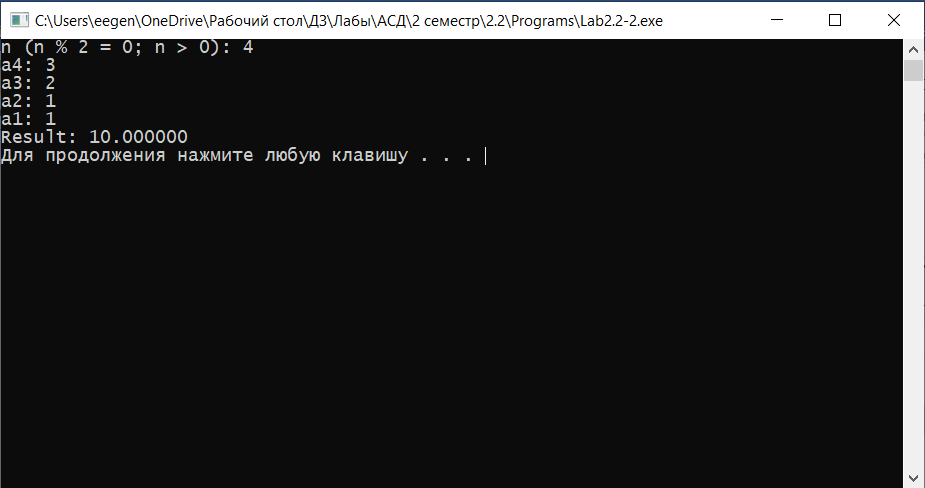 C:\Users\eegen\OneDrive\Рабочий стол\ДЗ\Лабы\АСД\2 семестр\2.2\Programs\Lab2.2-2.exe
n (n % 2 = 0; n > 0): 4
a4: 3
a3: 2
a2: 1
a1: 1
Result: 10.000000
Для продолжения нажмите любую клавишу . . .